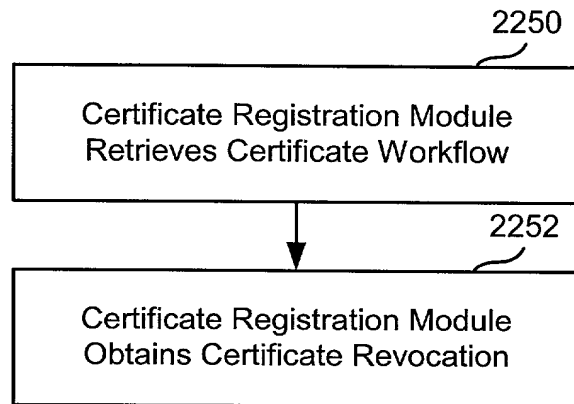 2250
Certificate Registration Module
Retrieves Certificate Workflow
2252
Certificate Registration Module
Obtains Certificate Revocation